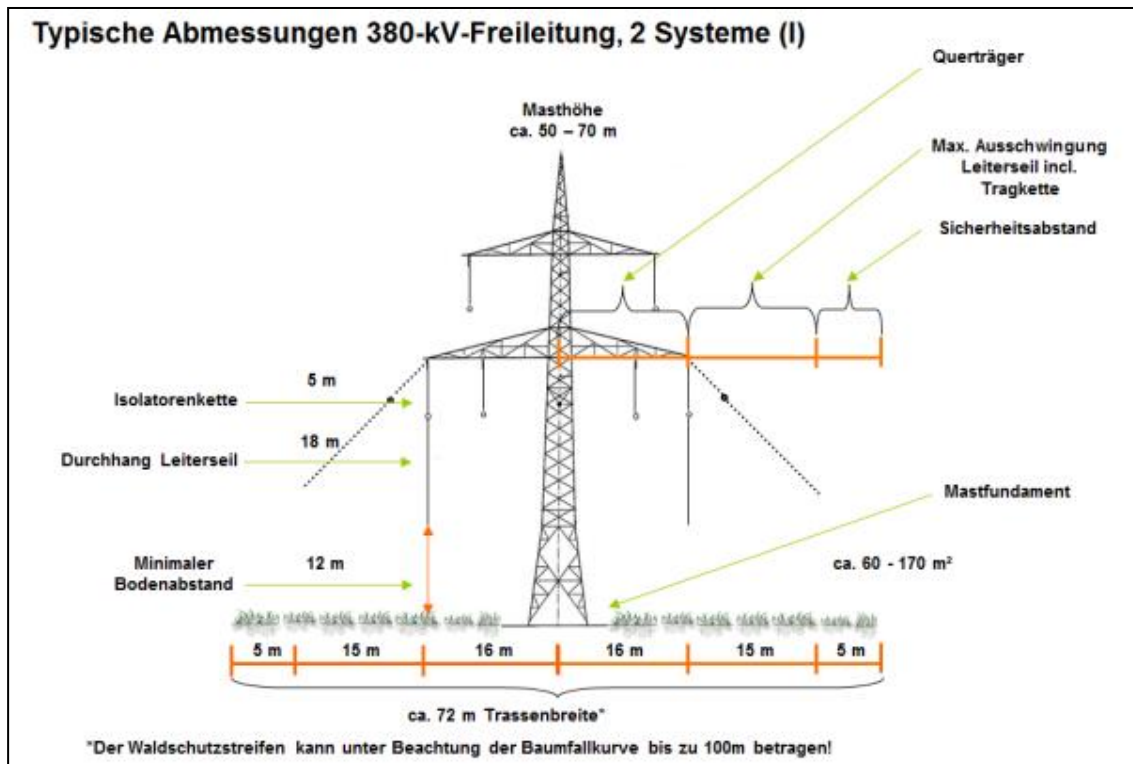 Typische Abmessungen 380-kV-Freileitung, 2 Systeme (I)
Querträger
Masthöhe
ca. 50 – 70 m
Max. Ausschwingung
Leiterseil incl.
Tragkette
Sicherheitsabstand
5 m
Isolatorenkette
18 m
Durchhang Leiterseil
Mastfundament
Minimaler
Bodenabstand
12 m
ca. 60 - 170 m²
5 m 15 m 16 m 16 m 15 m 5 m
ca. 72 m Trassenbreite*
*Der Waldschutzstreifen kann unter Beachtung der Baumfallkurve bis zu 100m betragen!